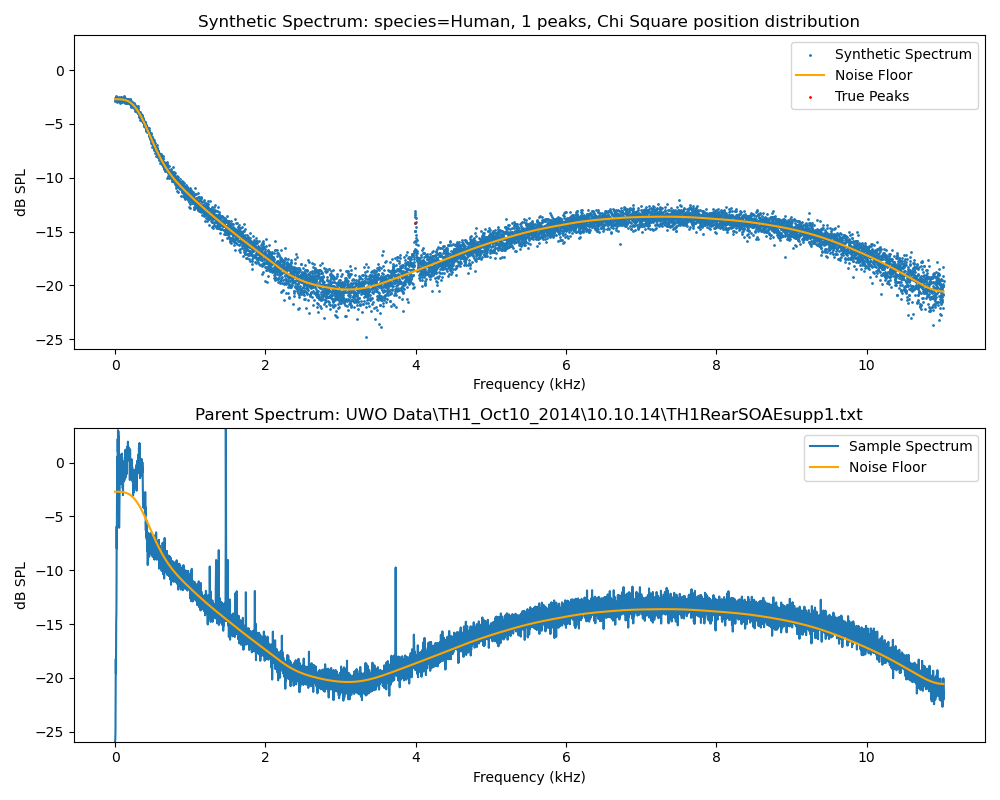 Synthetic Spectrum: species=Human, 1 peaks, Chi Square position distribution
Synthetic Spectrum
Noise Floor
True Peaks
dB SPL
0
−5
−10
−15
−20
−25
0 2 4 6 8 10
Frequency (kHz)
Parent Spectrum: UWO Data\TH1_Oct10_2014\10.10.14\TH1RearSOAEsupp1.txt
Sample Spectrum
Noise Floor
dB SPL
0
−5
−10
−15
−20
−25
0 2 4 6 8 10
Frequency (kHz)